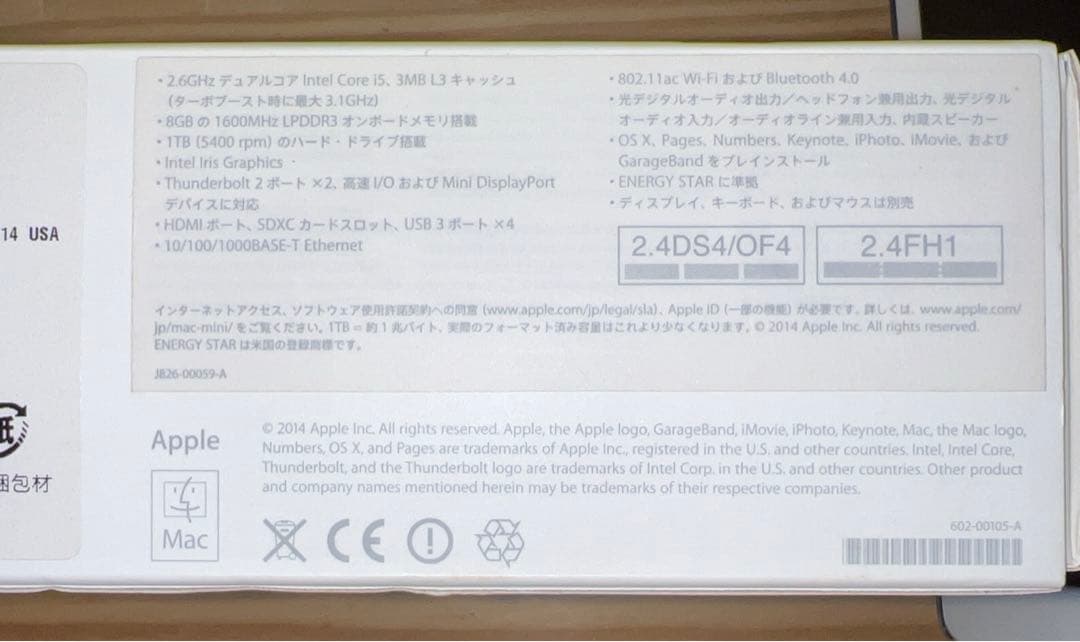 ・2.6GHz デュアルコア Intel Core i5、3MB L3 キャッシュ
(ターボブースト時に最大 3.1GHz)
・8GB の 1600MHz LPDDR3 オンボードメモリ搭載
・1TB (5400 rpm) のハード・ドライブ搭載
・Intel Iris Graphics
・Thunderbolt 2 ポート ×2、高速 I/O および Mini DisplayPort
デバイスに対応
・HDMI ポート、SDXC カードスロット、USB 3 ポート ×4
・10/100/1000BASE-T Ethernet
・802.11ac Wi-Fi および Bluetooth 4.0
・光デジタルオーディオ出力／ヘッドフォン兼用出力、光デジタル
オーディオ入力／オーディオライン兼用入力、内蔵スピーカー
・OS X、Pages、Numbers、Keynote、iPhoto、iMovie、および
GarageBand をプレインストール
・ENERGY STAR に準拠
・ディスプレイ、キーボード、およびマウスは別売
2.4DS4/OF4
2.4FH1
インターネットアクセス、ソフトウェア使用許諾契約への同意 (www.apple.com/jp/legal/sla)、Apple ID (一部の機能) が必要です。詳しくは、www.apple.com/
jp/mac-mini/ をご覧ください。1TB = 約 1 兆バイト、実際のフォーマット済み容量はこれより少なくなります。© 2014 Apple Inc. All rights reserved.
ENERGY STAR は米国の登録商標です。
JB26-00059-A
14 USA
紙
梱包材
Apple
Mac
© 2014 Apple Inc. All rights reserved. Apple, the Apple logo, GarageBand, iMovie, iPhoto, Keynote, Mac, the Mac logo,
Numbers, OS X, and Pages are trademarks of Apple Inc., registered in the U.S. and other countries. Intel, Intel Core,
Thunderbolt, and the Thunderbolt logo are trademarks of Intel Corp. in the U.S. and other countries. Other product
and company names mentioned herein may be trademarks of their respective companies.
CE
602-00105-A